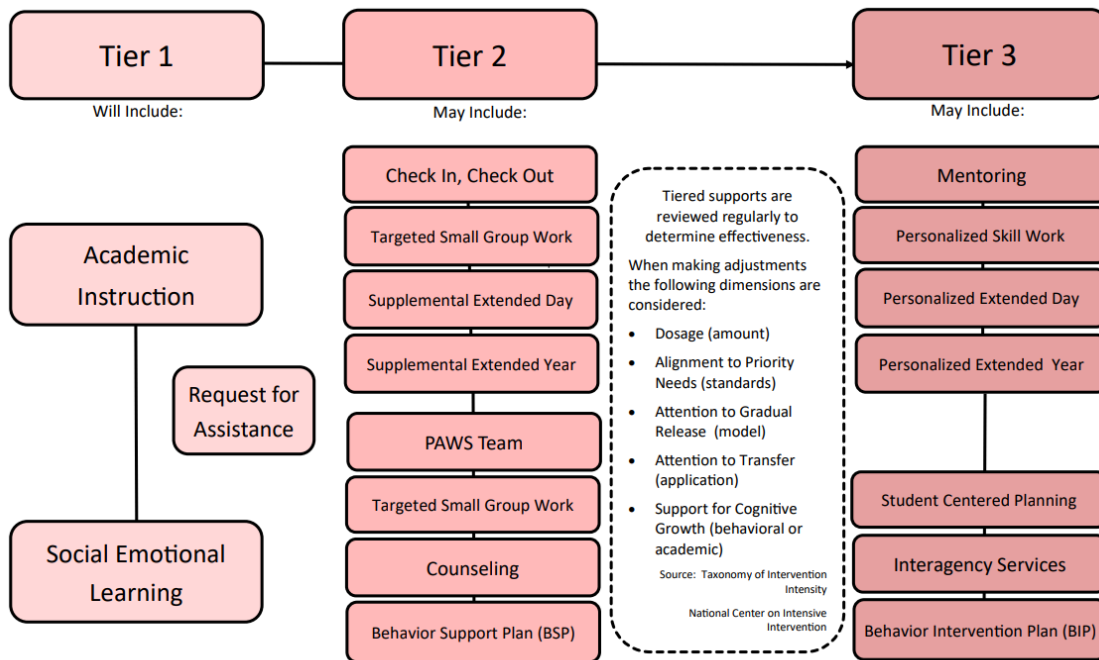 Tier 1
Will Include:
Academic
Instruction
Request for
Assistance
Social Emotional
Learning
Tier 2
May Include:
Check In, Check Out
Targeted Small Group Work
Supplemental Extended Day
Supplemental Extended Year
PAWS Team
Targeted Small Group Work
Counseling
Behavior Support Plan (BSP)
Tiered supports are
reviewed regularly to
determine effectiveness.
When making adjustments
the following dimensions are
considered:
• Dosage (amount)
• Alignment to Priority
Needs (standards)
• Attention to Gradual
Release (model)
• Attention to Transfer
(application)
• Support for Cognitive
Growth (behavioral or
academic)
Source: Taxonomy of Intervention
Intensity
National Center on Intensive
Intervention
Tier 3
May Include:
Mentoring
Personalized Skill Work
Personalized Extended Day
Personalized Extended Year
Student Centered Planning
Interagency Services
Behavior Intervention Plan (BIP)